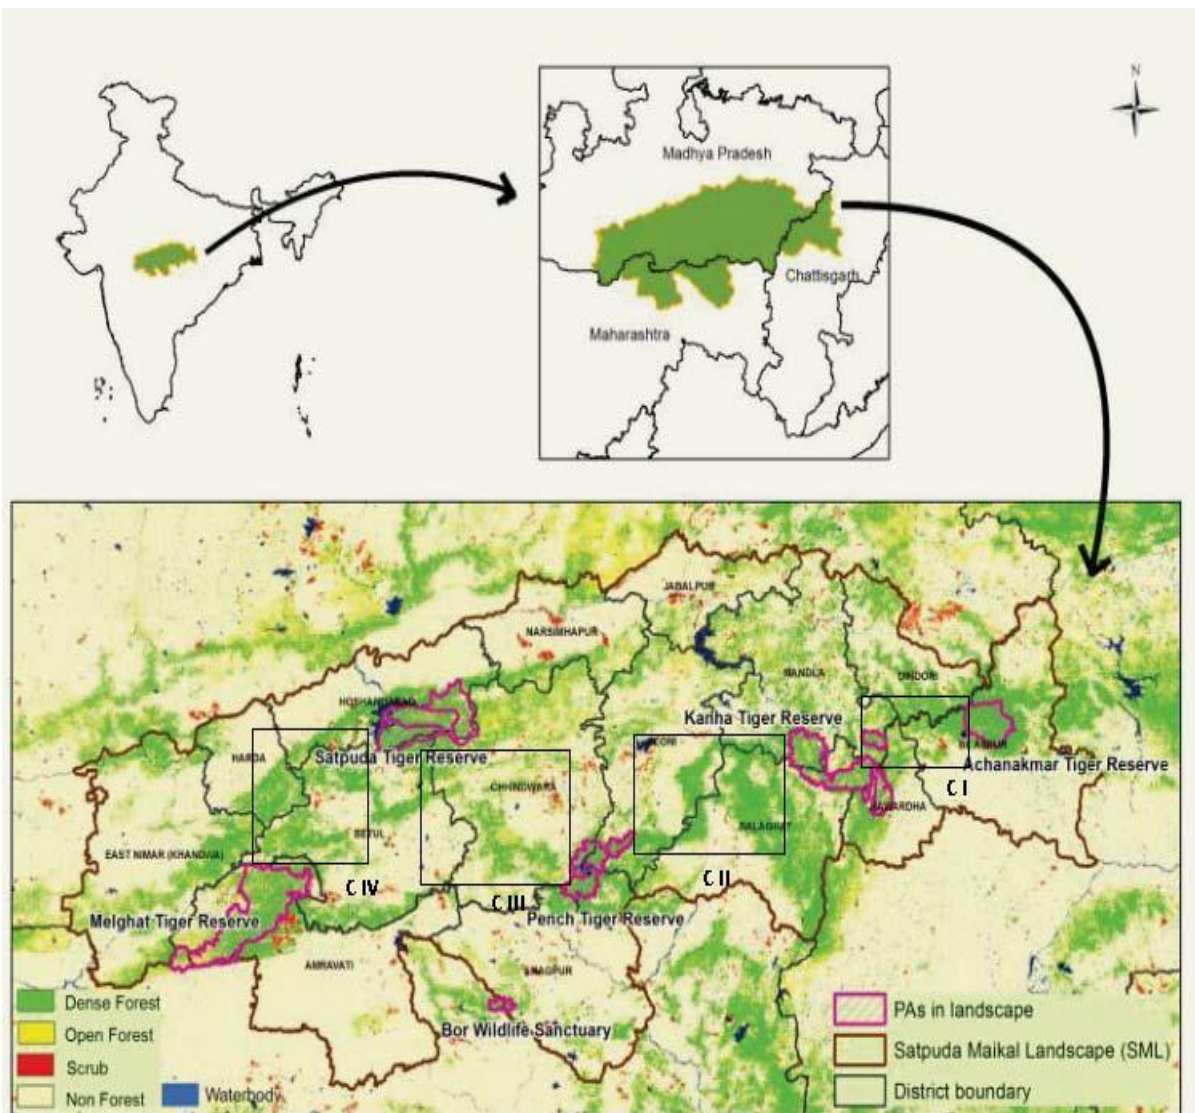 N
Madhya Pradesh
Chattisgarh
Maharashtra
JABALPUR
NARSIMHAPUR
MANDLA
DINDORI
HOSHANGABAD
Kanha Tiger Reserve
SEONI
BILASPUR
HARDA
Satpuda Tiger Reserve
Achanakmar Tiger Reserve
CHHINDWARA
C I
KAWARDHA
BETUL
BALAGHAT
EAST NIMAR (KHANDWA)
C IV
C II
C III
Melghat Tiger Reserve
Pench Tiger Reserve
AMRAVATI
NAGPUR
Bor Wildlife Sanctuary
Dense Forest
Open Forest
Scrub
Non Forest
Waterbody
PAs in landscape
Satpuda Maikal Landscape (SML)
District boundary